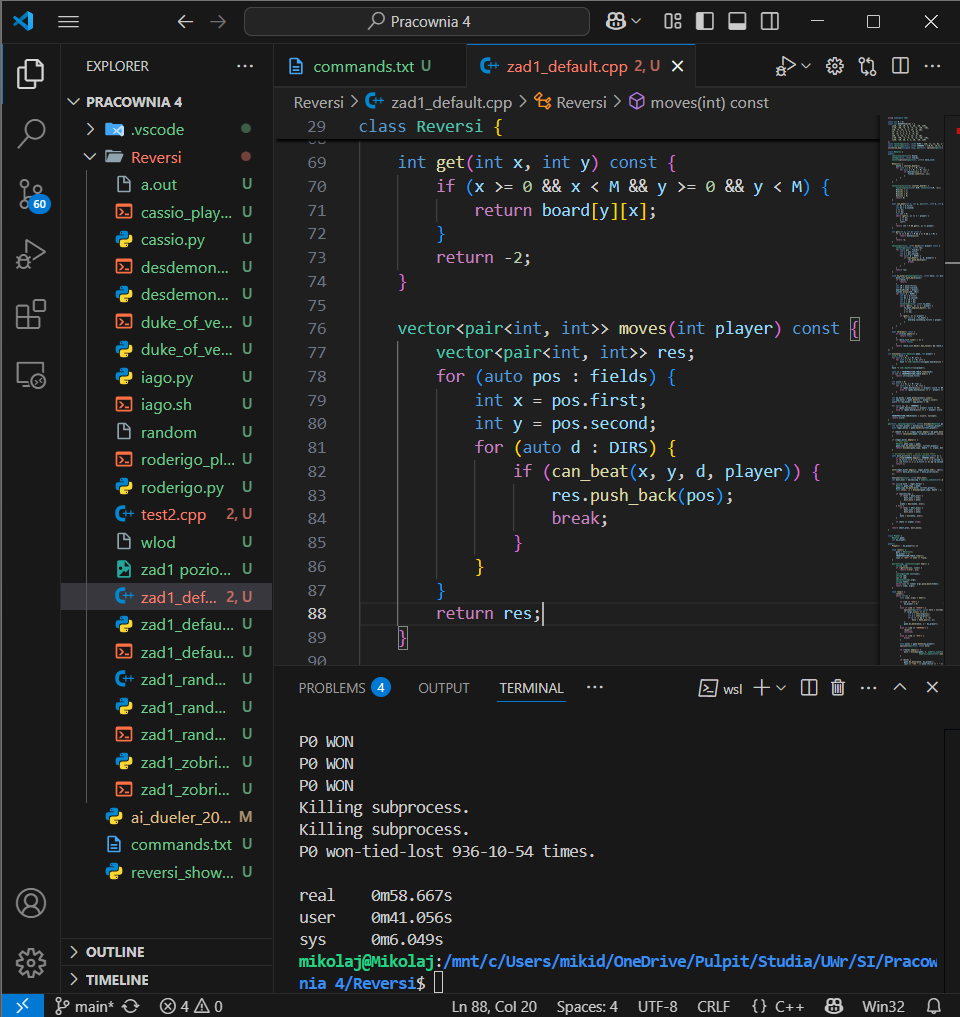 Pracownia 4
EXPLORER
PRACOWNIA 4
.vscode
Reversi
a.out U
cassio_play... U
cassio.py U
desdemon... U
desdemon... U
duke_of_ve... U
duke_of_ve... U
iago.py U
iago.sh U
random U
roderigo_pl... U
roderigo.py U
test2.cpp 2, U
wlod U
zad1 pozio... U
zad1_def... 2, U
zad1_defau... U
zad1_defau... U
zad1_rand... U
zad1_rand... U
zad1_rand... U
zad1_zobri... U
zad1_zobri... U
ai_dueler_20... M
commands.txt U
reversi_show... U
OUTLINE
TIMELINE
60
commands.txt U
zad1_default.cpp 2, U
Reversi > zad1_default.cpp > Reversi > moves(int) const
29 class Reversi {
69 int get(int x, int y) const {
70 if (x >= 0 && x < M && y >= 0 && y < M) {
71 return board[y][x];
72 }
73 return -2;
74 }
75
76 vector<pair<int, int>> moves(int player) const {
77 vector<pair<int, int>> res;
78 for (auto pos : fields) {
79 int x = pos.first;
80 int y = pos.second;
81 for (auto d : DIRS) {
82 if (can_beat(x, y, d, player)) {
83 res.push_back(pos);
84 break;
85 }
86 }
87 }
88 return res;
89 }
90
PROBLEMS 4 OUTPUT TERMINAL ... wsl
P0 WON
P0 WON
P0 WON
Killing subprocess.
Killing subprocess.
P0 won-tied-lost 936-10-54 times.
real 0m58.667s
user 0m41.056s
sys 0m6.049s
mikolaj@Mikolaj:/mnt/c/Users/mikid/OneDrive/Pulpit/Studia/UWr/SI/Pracow
nia 4/Reversi$
main* 4 0 Ln 88, Col 20 Spaces: 4 UTF-8 CRLF {} C++ Win32